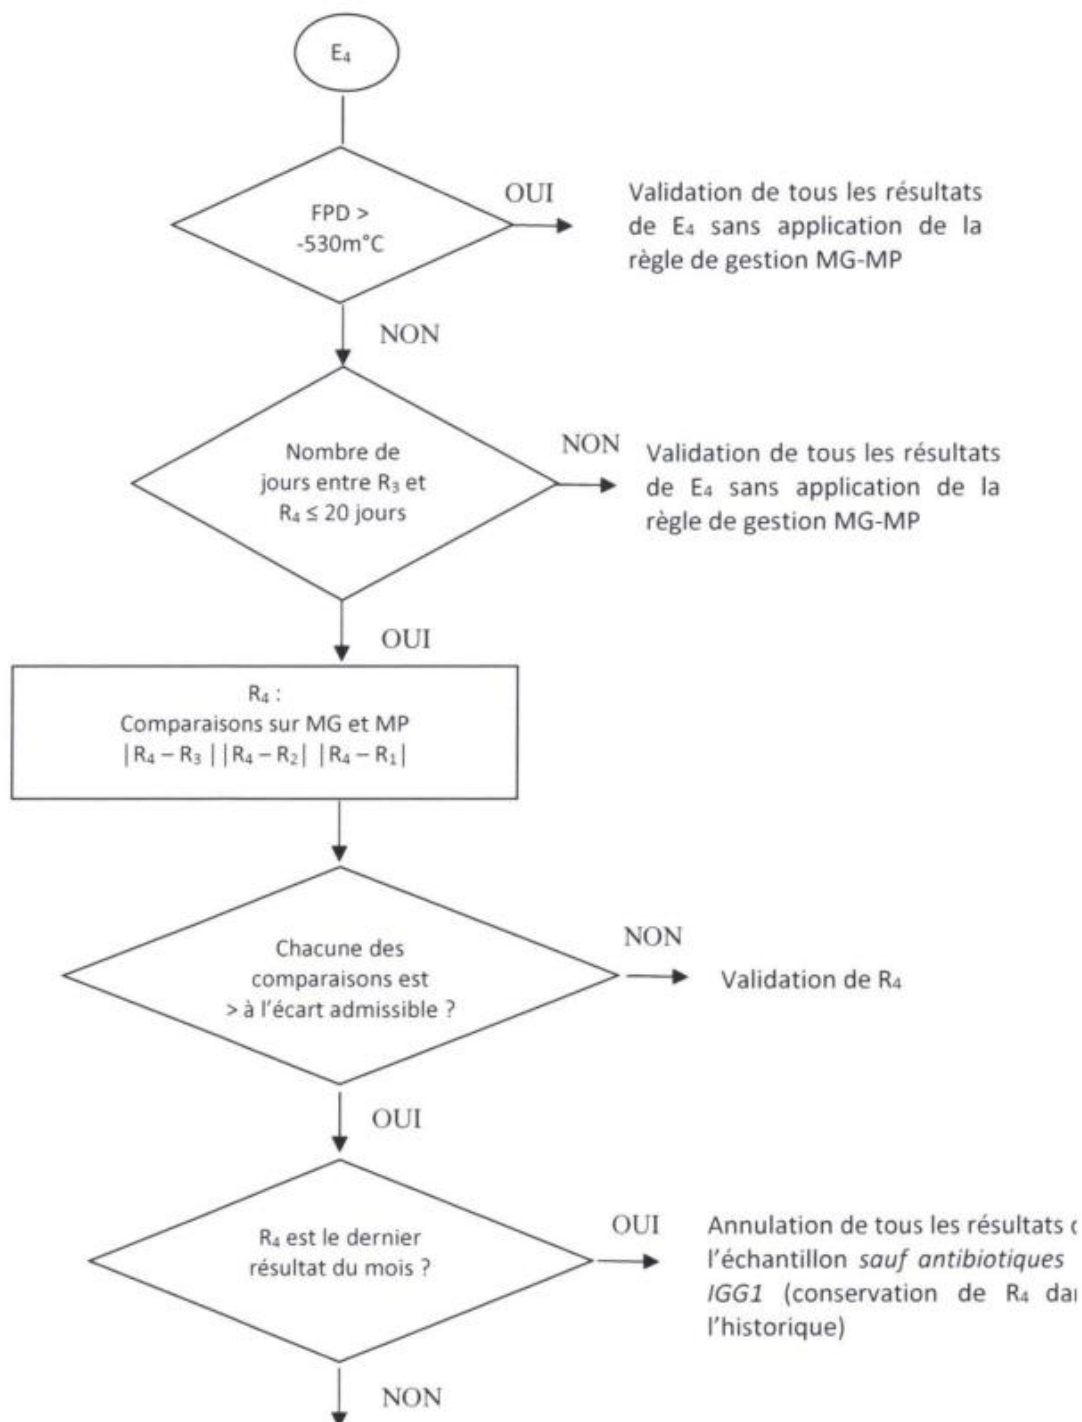 E₄
FPD >
-530m°C
OUI
Validation de tous les résultats
de E₄ sans application de la
règle de gestion MG-MP
NON
Nombre de
jours entre R₃ et
R₄ ≤ 20 jours
NON
Validation de tous les résultats
de E₄ sans application de la
règle de gestion MG-MP
OUI
R₄ :
Comparaisons sur MG et MP
|R₄ – R₃ | |R₄ – R₂| |R₄ – R₁|
Chacune des
comparaisons est
> à l'écart admissible ?
NON
Validation de R₄
OUI
R₄ est le dernier
résultat du mois ?
OUI
Annulation de tous les résultats
l'échantillon sauf antibiotiques
IGG1 (conservation de R₄
l'historique)
NON